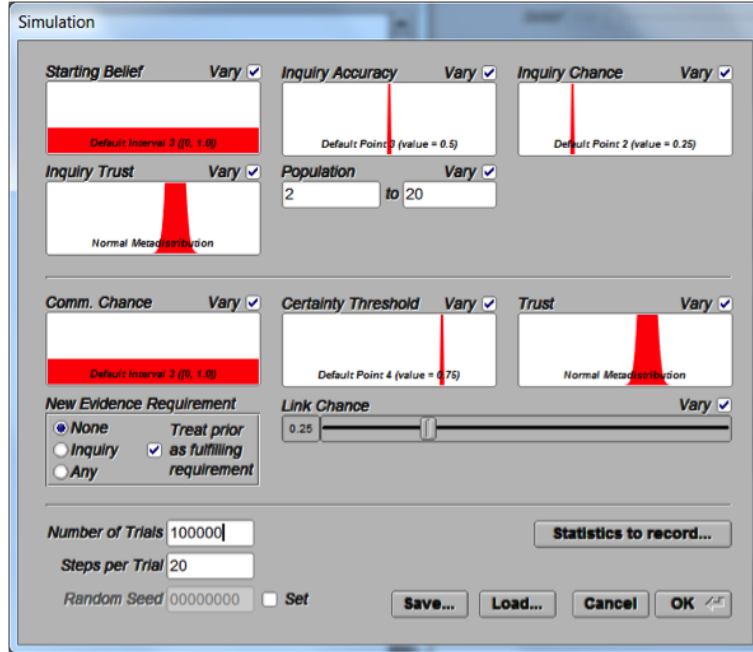 Simulation
Starting Belief Vary Inquiry Accuracy Vary Inquiry Chance Vary
Default Interval 3 ([0, 1.0]) Default Point 3 (value = 0.5) Default Point 2 (value = 0.25)
Inquiry Trust Vary Population Vary
2 to 20
Normal Metadistribution
Comm. Chance Vary Certainty Threshold Vary Trust Vary
Default Interval 3 ([0, 1.0]) Default Point 4 (value = 0.75) Normal Metadistribution
New Evidence Requirement Link Chance Vary
None Treat prior 0.25
Inquiry as fulfilling
Any requirement
Number of Trials 100000 Statistics to record...
Steps per Trial 20
Random Seed 00000000 Set Save... Load... Cancel OK